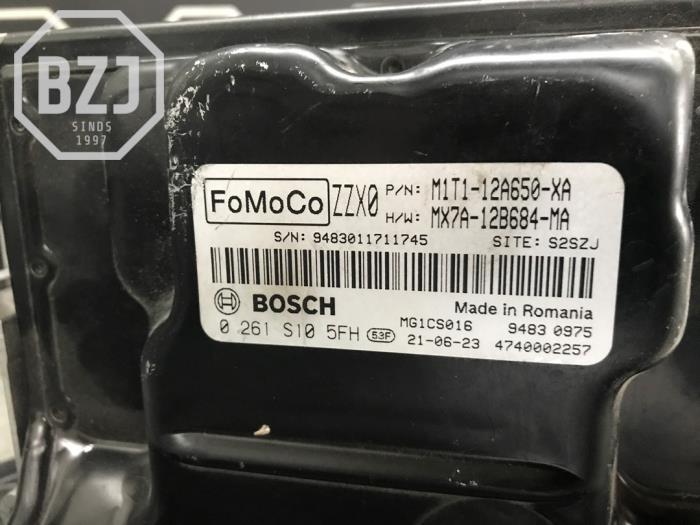 BZJ
SINDS
1997
FoMoCo ZZX0 P/N: M1T1-12A650-XA
H/W: MX7A-12B684-MA
S/N: 9483011711745 SITE: S2SZJ
BOSCH Made in Romania
0 261 S10 5FH 53F MG1CS016 9483 0975
21-06-23 4740002257